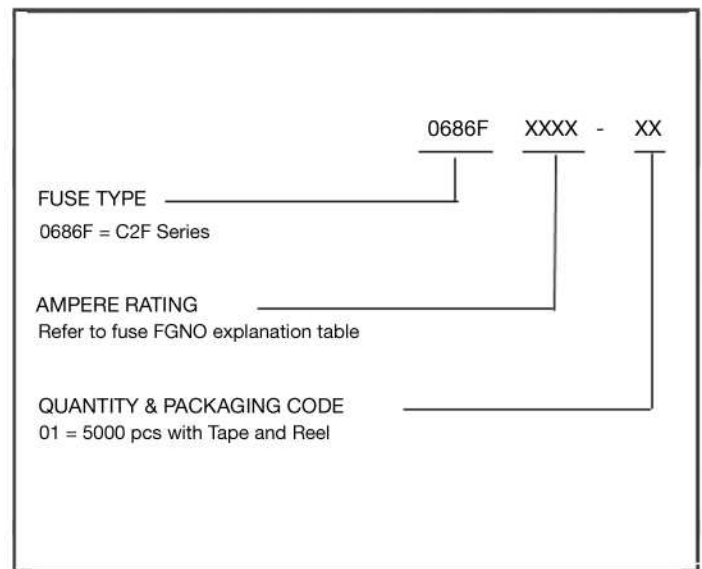 0686F XXXX - XX
FUSE TYPE
0686F = C2F Series
AMPERE RATING
Refer to fuse FGNO explanation table
QUANTITY & PACKAGING CODE
01 = 5000 pcs with Tape and Reel